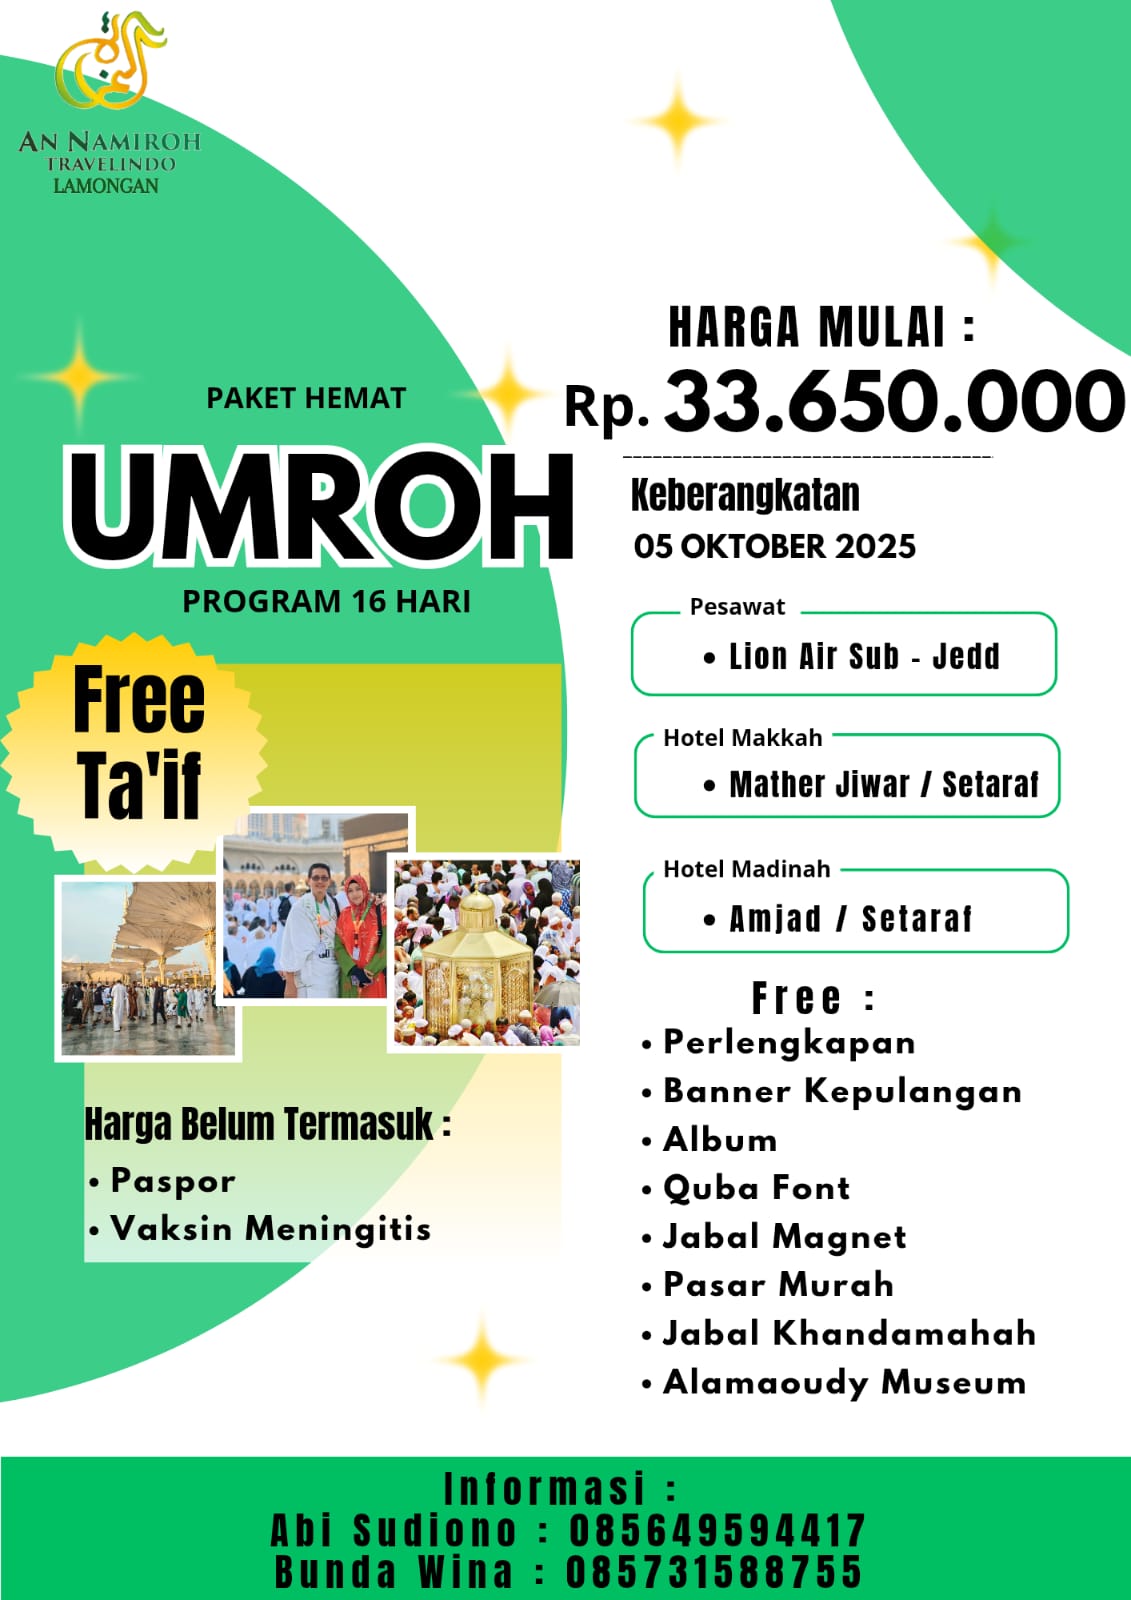 AN NAMIROH
TRAVELINDO
LAMONGAN
HARGA MULAI :
Rp. 33.650.000
PAKET HEMAT
UMROH
PROGRAM 16 HARI
Keberangkatan
05 OKTOBER 2025
Free
Ta'if
Pesawat
• Lion Air Sub - Jedd
Hotel Makkah
• Mather Jiwar / Setaraf
Hotel Madinah
• Amjad / Setaraf
Free :
• Perlengkapan
• Banner Kepulangan
• Album
• Quba Font
• Jabal Magnet
• Pasar Murah
• Jabal Khandamahah
• Alamaoudy Museum
Harga Belum Termasuk :
• Paspor
• Vaksin Meningitis
Informasi :
Abi Sudiono : 085649594417
Bunda Wina : 085731588755